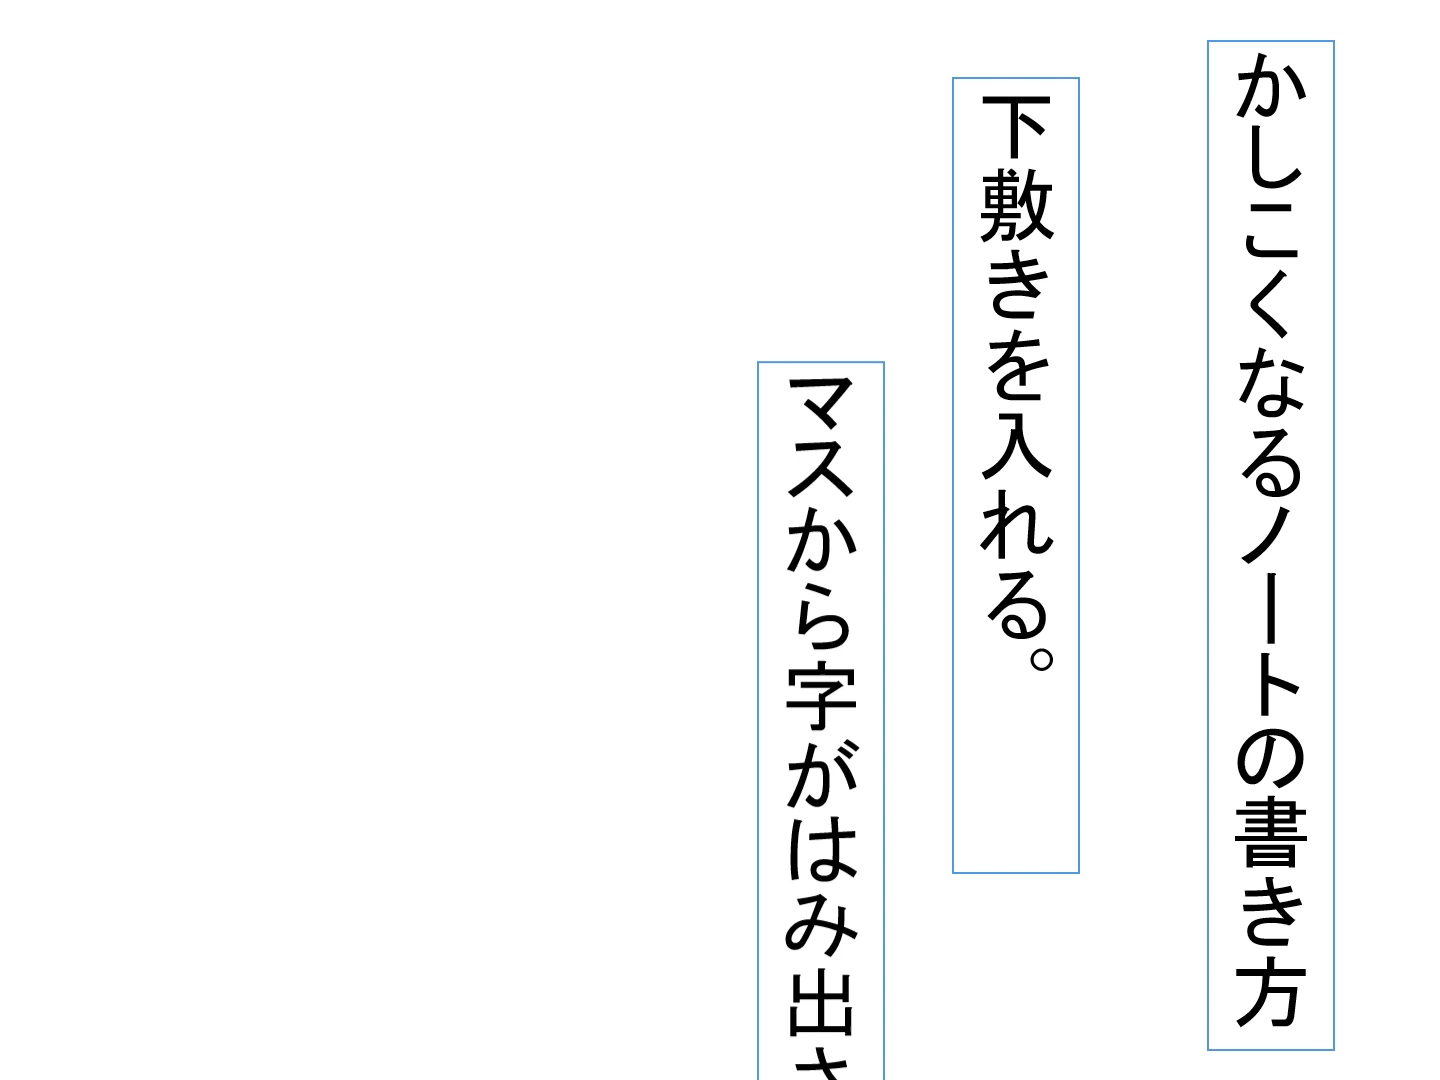 かしこくなるノートの書き方
下敷きを入れる。
マスから字がはみ出さ